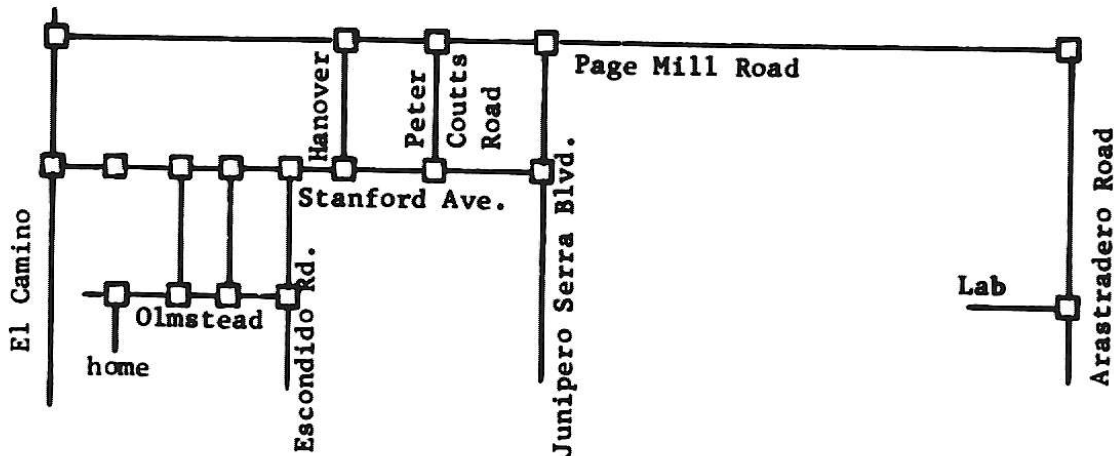 Hanover
Peter
Coutts
Road
Page Mill Road
Stanford Ave.
El Camino
Olmstead
home
Escondido Rd.
Junipero Serra Blvd.
Lab
Arastradero Road